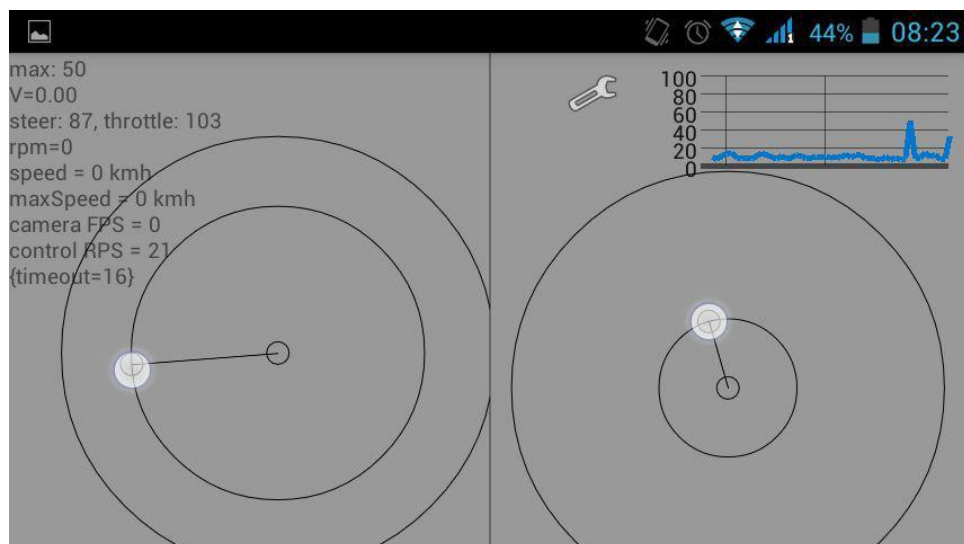 1 44% 08:23
max: 50
V=0.00
steer: 87, throttle: 103
rpm=0
speed = 0 kmh
maxSpeed = 0 kmh
camera FPS = 0
control RPS = 21
{timeout=16}
100
80
60
40
20
0